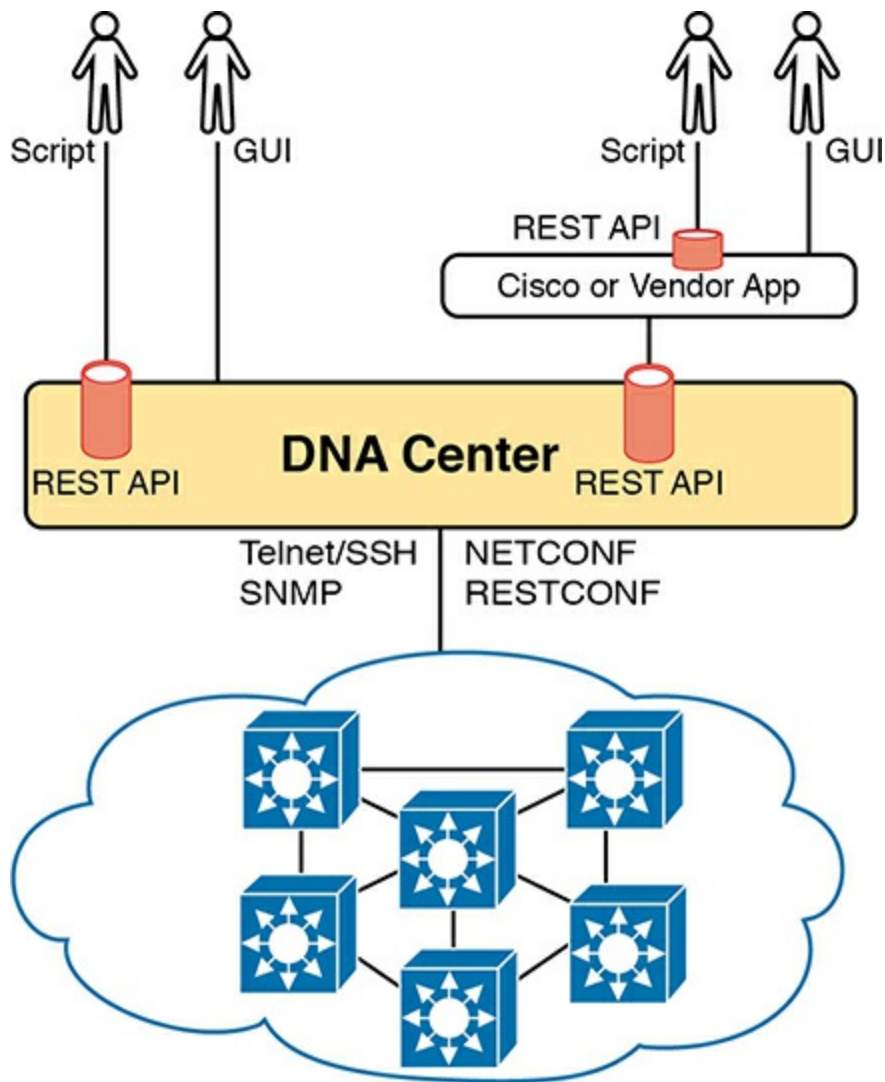 Script
GUI
Script
GUI
REST API
Cisco or Vendor App
DNA Center
REST API
REST API
Telnet/SSH
NETCONF
SNMP
RESTCONF